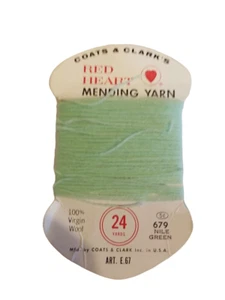 COATS & CLARK'S
RED
HEART
MENDING YARN
100%
Virgin
Wool
24
YARDS
679
NILE
GREEN
Mfd. by COATS & CLARK Inc. in U.S.A.
ART. E.67